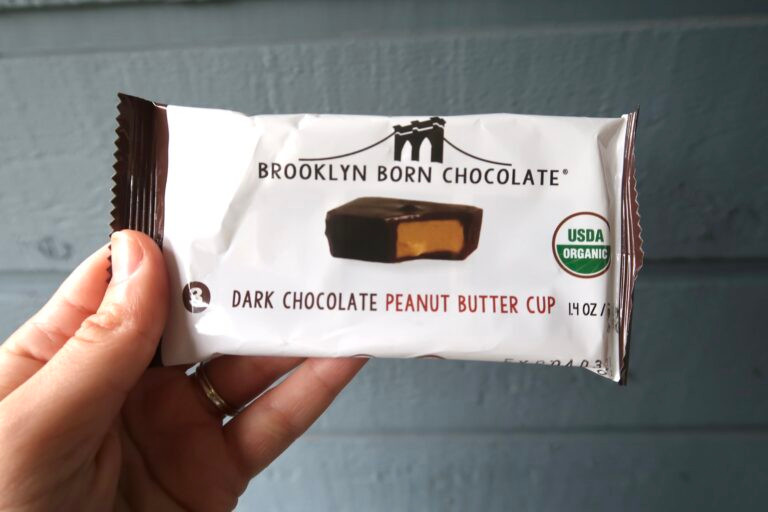 BROOKLYN BORN CHOCOLATE®
USDA
ORGANIC
DARK CHOCOLATE PEANUT BUTTER CUP 1.4 OZ /